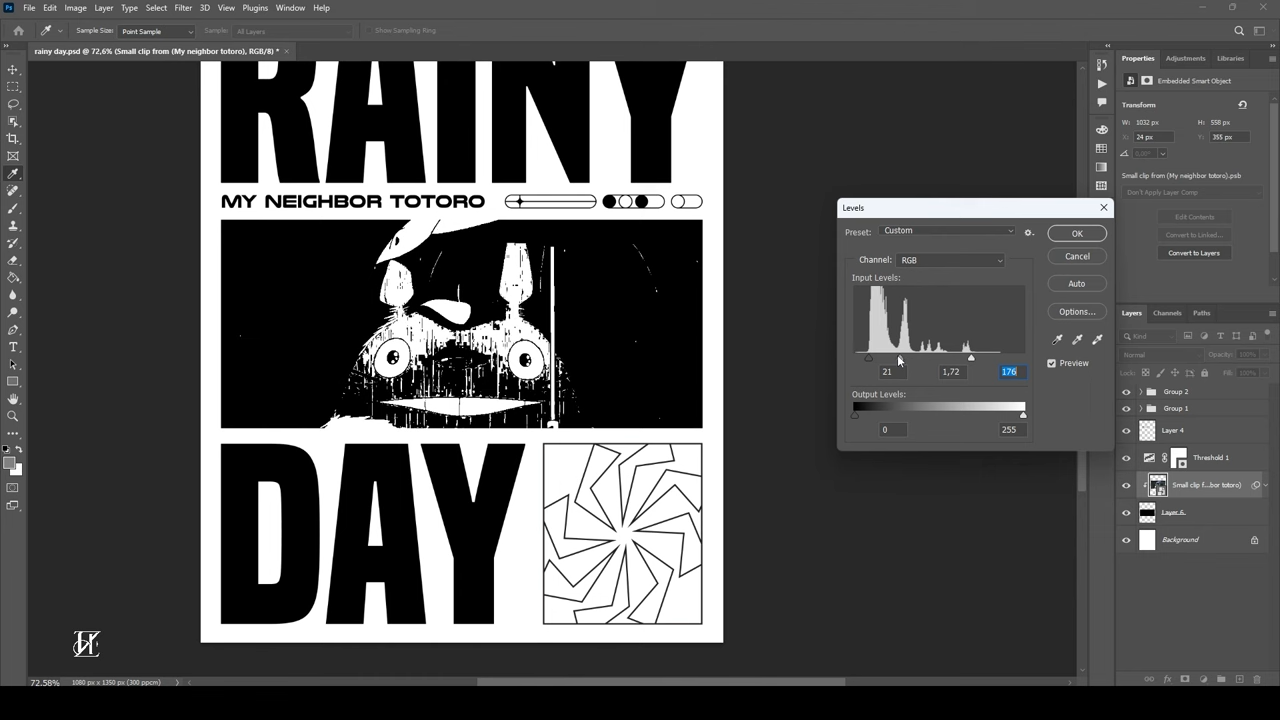 Ps File Edit Image Layer Type Select Filter 3D View Plugins Window Help
Sample Size: Point Sample Sample: All Layers Show Sampling Ring
rainy day.psd @ 72,6% (Small clip from (My neighbor totoro), RGB/8) *
RAINY
MY NEIGHBOR TOTORO
DAY
72.58% 1080 px x 1350 px (300 ppcm)
Levels
Preset: Custom
OK
Channel: RGB
Cancel
Input Levels:
Auto
Options...
Preview
21 1,72 176
Output Levels:
0 255
Properties Adjustments Libraries
Embedded Smart Object
Transform
W: 1032 px H: 558 px
X: 24 px Y: 355 px
0,00°
Small clip from (My neighbor totoro).psb
Don't Apply Layer Comp
Edit Contents
Convert to Linked...
Convert to Layers
Layers Channels Paths
Kind
Normal Opacity: 100%
Lock: Fill: 100%
Group 2
Group 1
Layer 4
Threshold 1
Small clip f...bor totoro)
Layer 6
Background